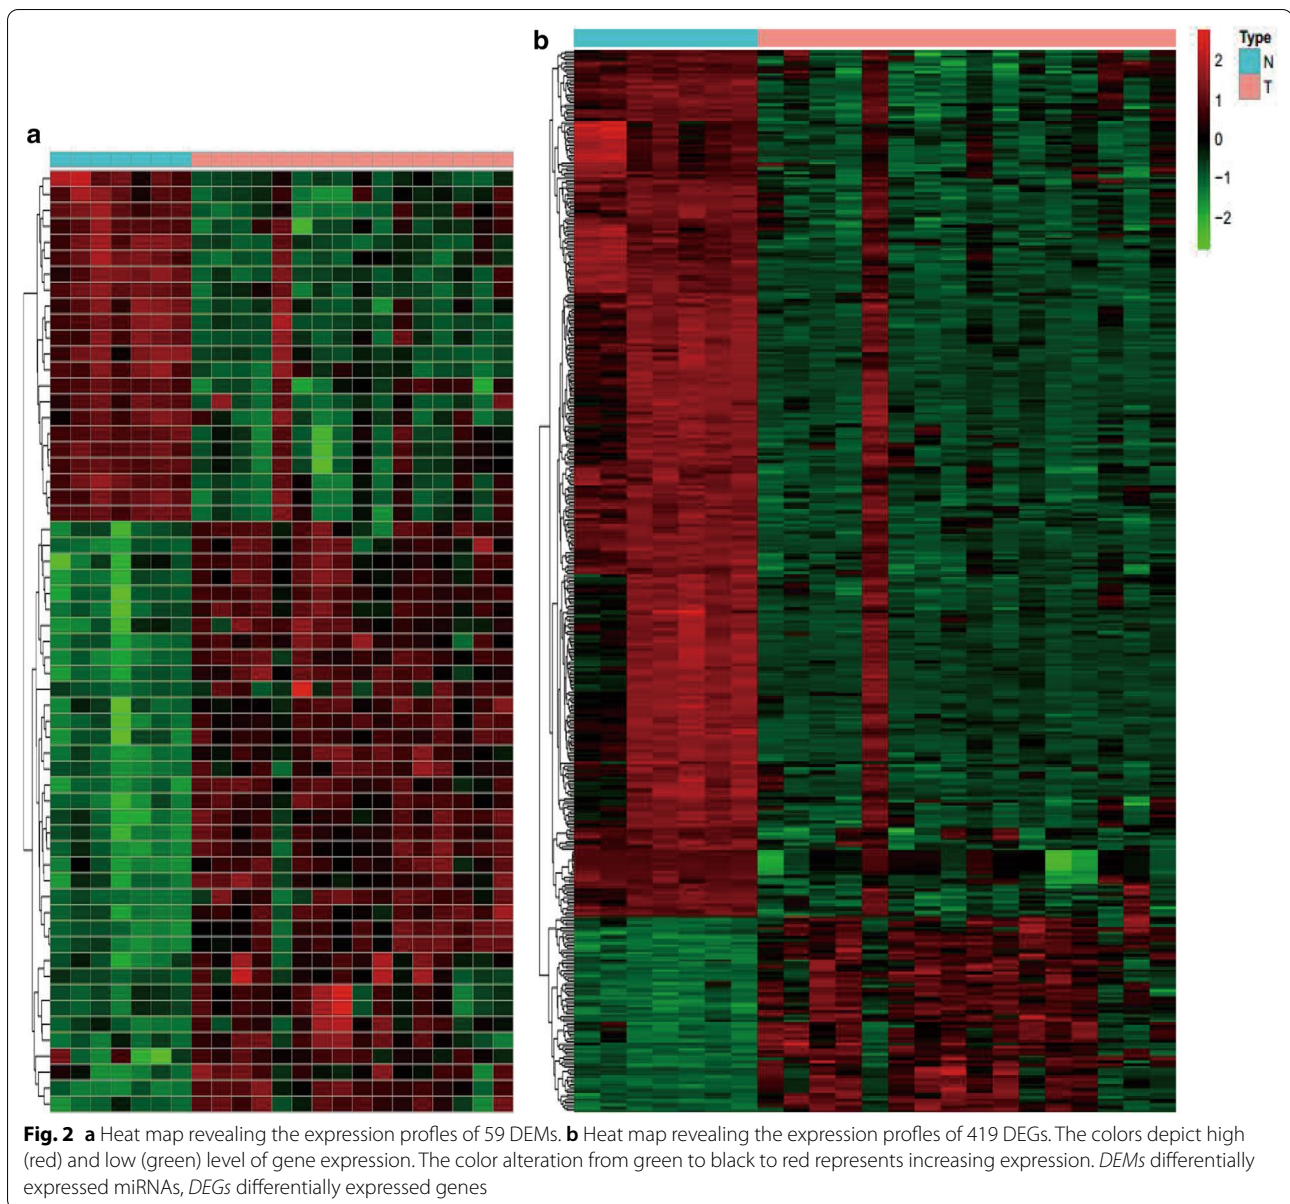 a
b
2
1
0
−1
−2
Type
N
T
Fig. 2 a Heat map revealing the expression profles of 59 DEMs. b Heat map revealing the expression profles of 419 DEGs. The colors depict high
(red) and low (green) level of gene expression. The color alteration from green to black to red represents increasing expression. DEMs differentially
expressed miRNAs, DEGs differentially expressed genes